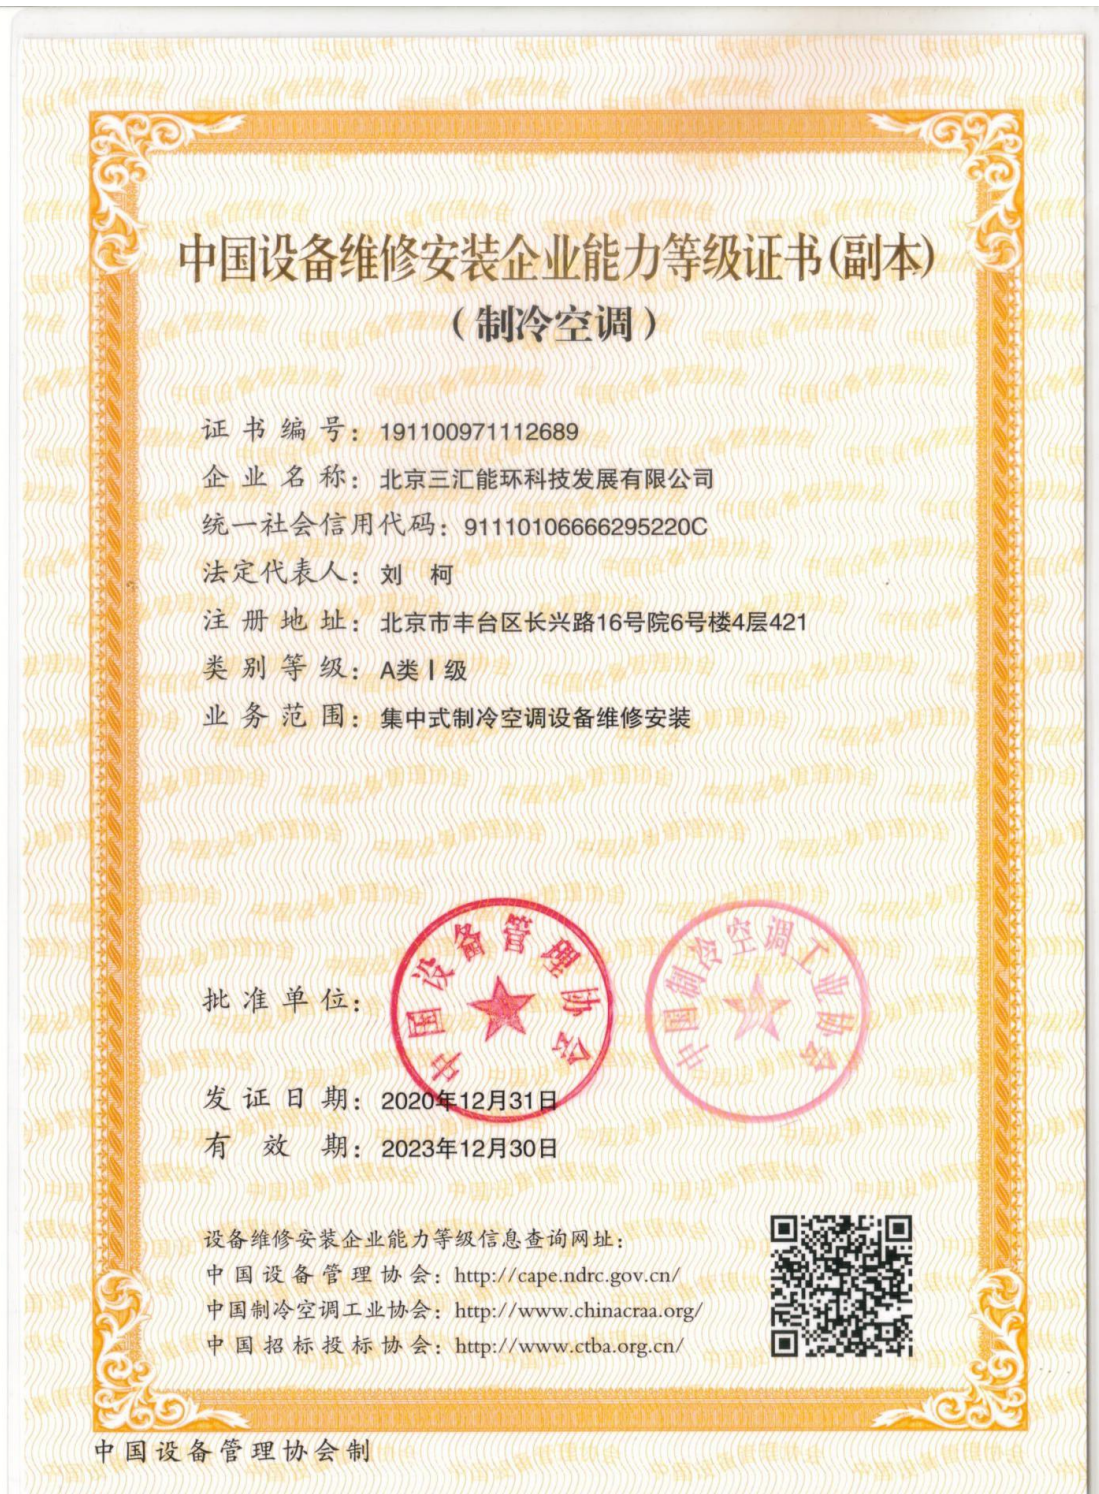 中国设备维修安装企业能力等级证书(副本)
(制冷空调)
证书编号:191100971112689
企业名称:北京三汇能环科技发展有限公司
统一社会信用代码:91110106666295220C
法定代表人:刘 柯
注册地址:北京市丰台区长兴路16号院6号楼4层421
类别等级:A类Ⅰ级
业务范围:集中式制冷空调设备维修安装
中国设备管理协会
中国制冷空调工业协会
批准单位:
发证日期:2020年12月31日
有效期:2023年12月30日
设备维修安装企业能力等级信息查询网址:
中国设备管理协会:http://cape.ndrc.gov.cn/
中国制冷空调工业协会:http://www.chinacraa.org/
中国招标投标协会:http://www.ctba.org.cn/
中国设备管理协会制